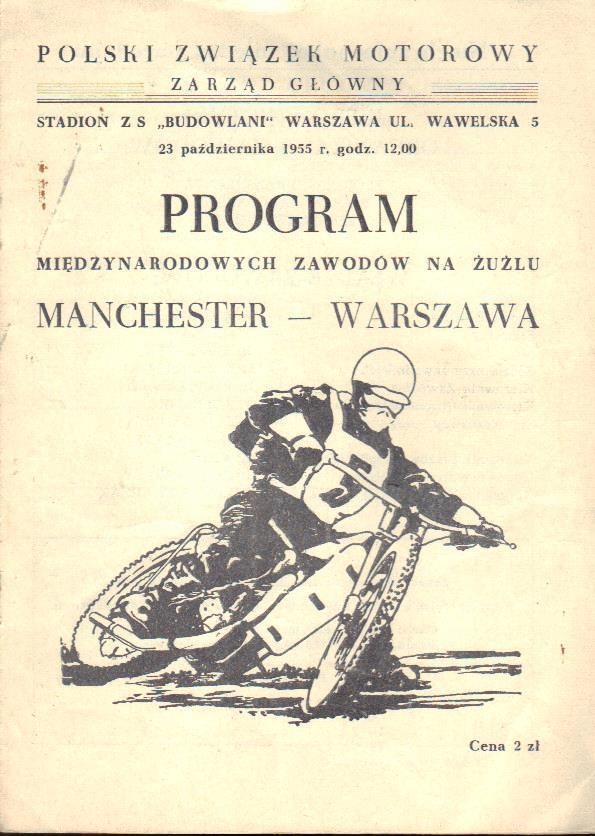 POLSKI ZWIĄZEK MOTOROWY
ZARZĄD GŁÓWNY
STADION Z S „BUDOWLANI“ WARSZAWA UL. WAWELSKA 5
23 października 1955 r. godz. 12,00
PROGRAM
MIĘDZYNARODOWYCH ZAWODÓW NA ŻUŻLU
MANCHESTER — WARSZAWA
5
Cena 2 zł